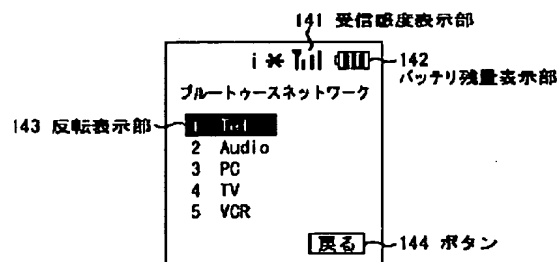 141 受信感度表示部
i
142
バッテリ残量表示部
ブルートゥースネットワーク
143 反転表示部
1 Tel
2 Audio
3 PC
4 TV
5 VCR
戻る
144 ボタン